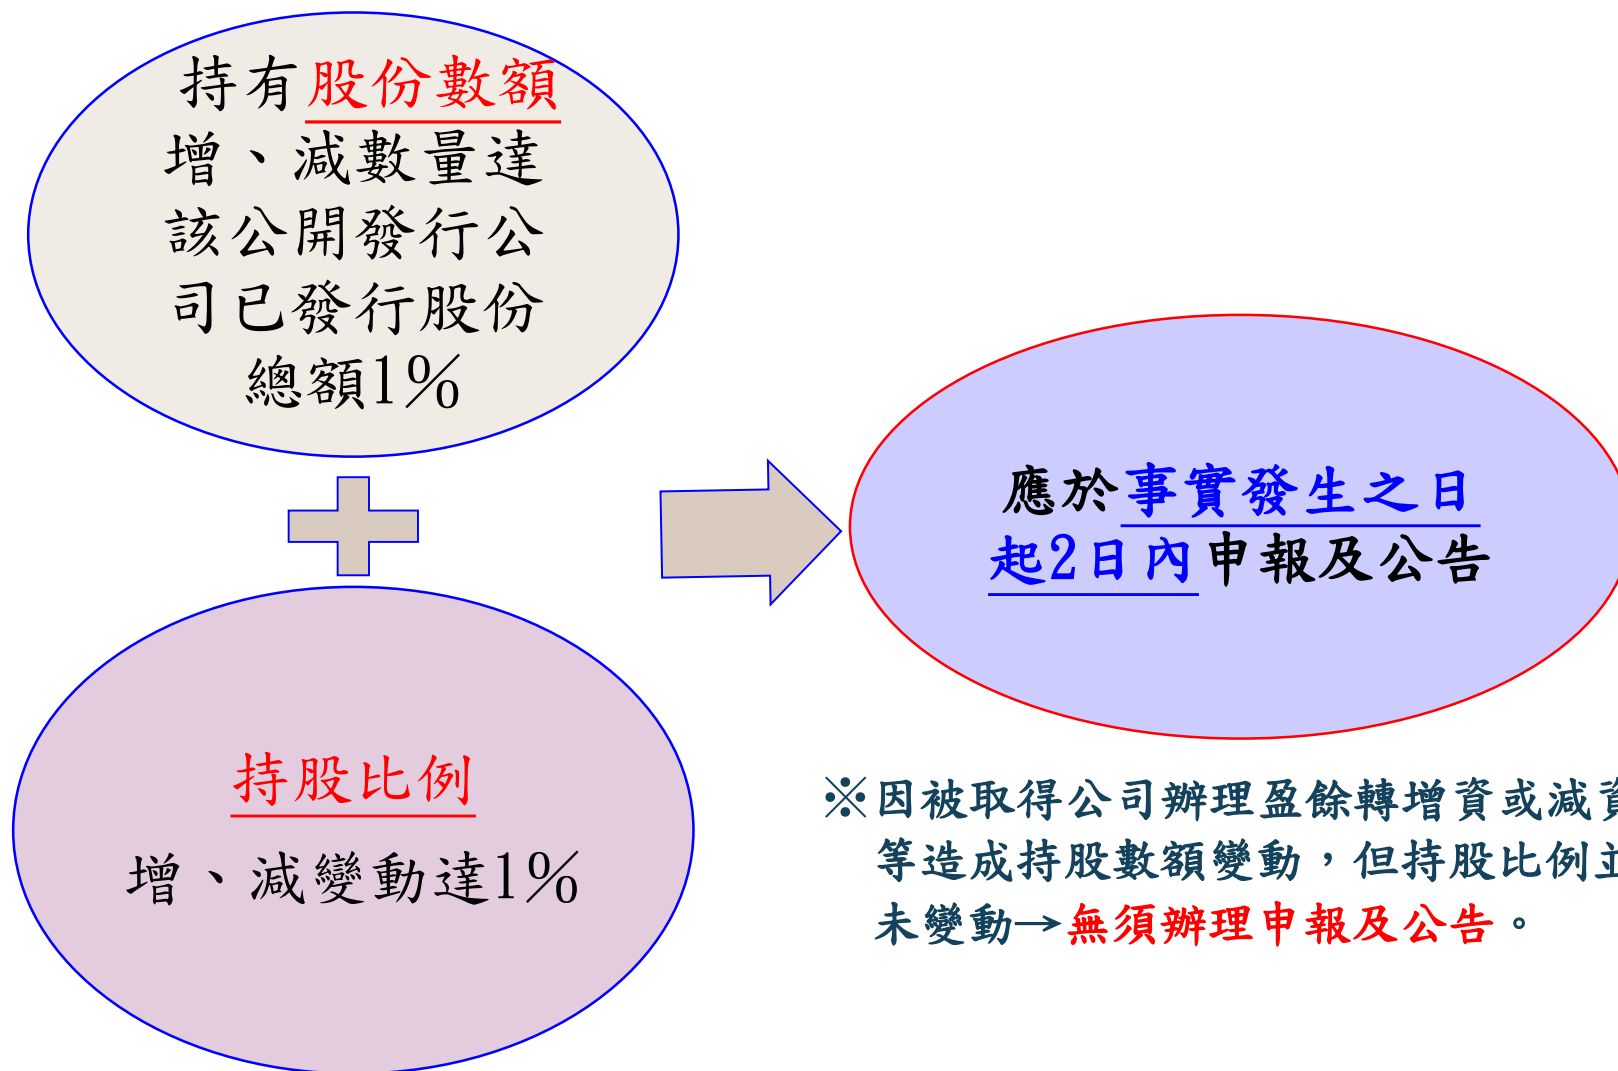 持有股份數額
增、減數量達
該公開發行公
司已發行股份
總額1%
持股比例
增、減變動達1%
應於事實發生之日
起2日內申報及公告
※因被取得公司辦理盈餘轉增資或減資
等造成持股數額變動，但持股比例並
未變動→無須辦理申報及公告。